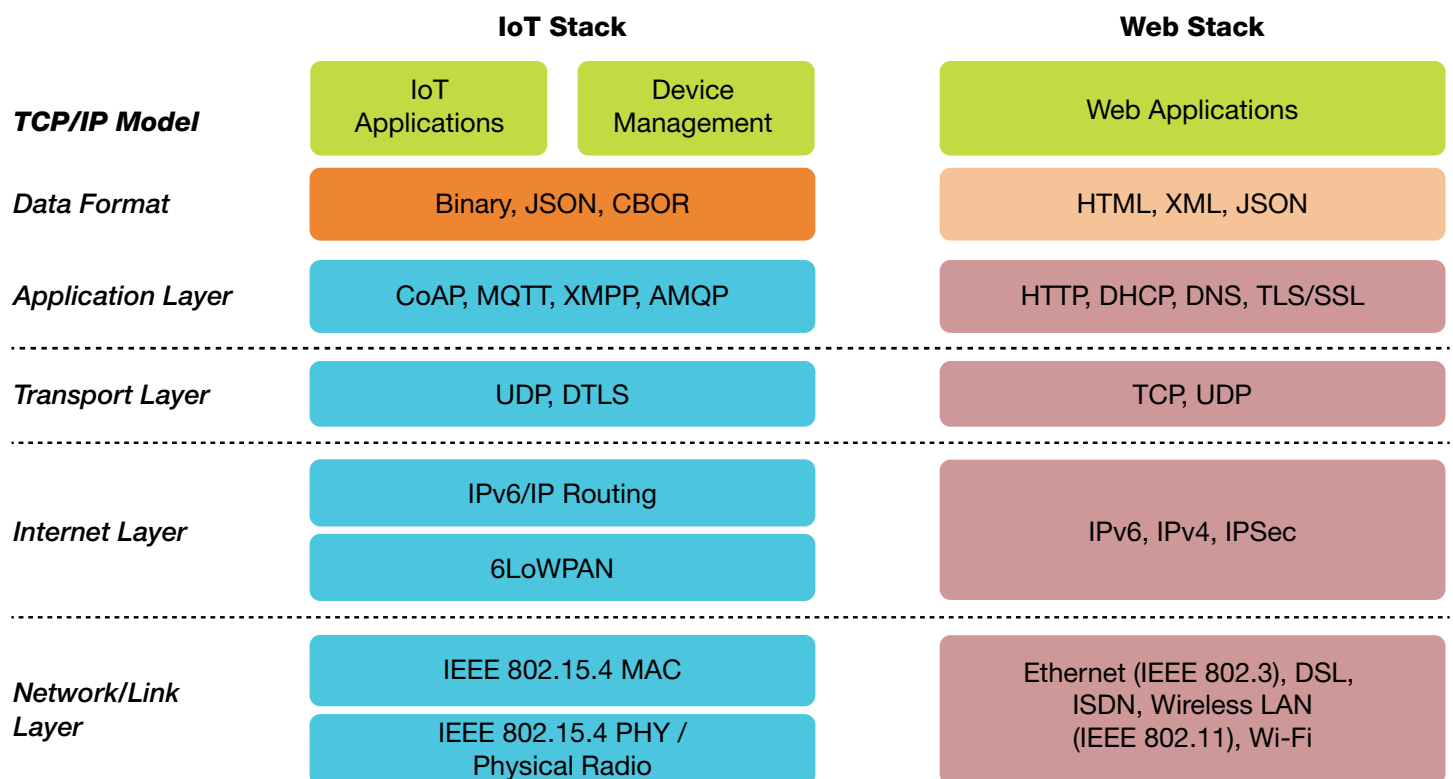 IoT Stack
Web Stack
TCP/IP Model
IoT
Applications
Device
Management
Web Applications
Data Format
Binary, JSON, CBOR
HTML, XML, JSON
Application Layer
CoAP, MQTT, XMPP, AMQP
HTTP, DHCP, DNS, TLS/SSL
Transport Layer
UDP, DTLS
TCP, UDP
Internet Layer
IPv6/IP Routing
6LoWPAN
IPv6, IPv4, IPSec
Network/Link
Layer
IEEE 802.15.4 MAC
IEEE 802.15.4 PHY /
Physical Radio
Ethernet (IEEE 802.3), DSL,
ISDN, Wireless LAN
(IEEE 802.11), Wi-Fi